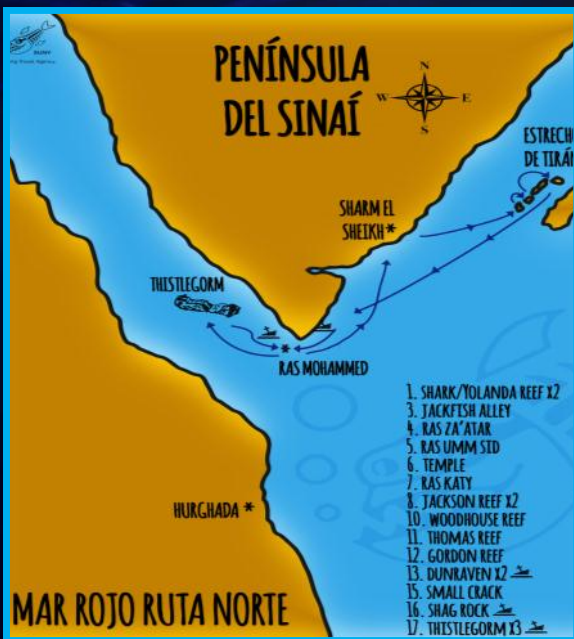 SUNY
PENÍNSULA
DEL SINAÍ
N
W E
S
ESTRECHO
DE TIRÁN
SHARM EL
SHEIKH *
THISTLEGORM
* RAS MOHAMMED
HURGHADA *
1. SHARK/YOLANDA REEF X2
3. JACKFISH ALLEY
4. RAS ZA'ATAR
5. RAS UMM SID
6. TEMPLE
7. RAS KATY
8. JACKSON REEF X2
10. WOODHOUSE REEF
11. THOMAS REEF
12. GORDON REEF
13. DUNRAVEN X2
15. SMALL CRACK
16. SHAG ROCK
17. THISTLEGORM X3
MAR ROJO RUTA NORTE